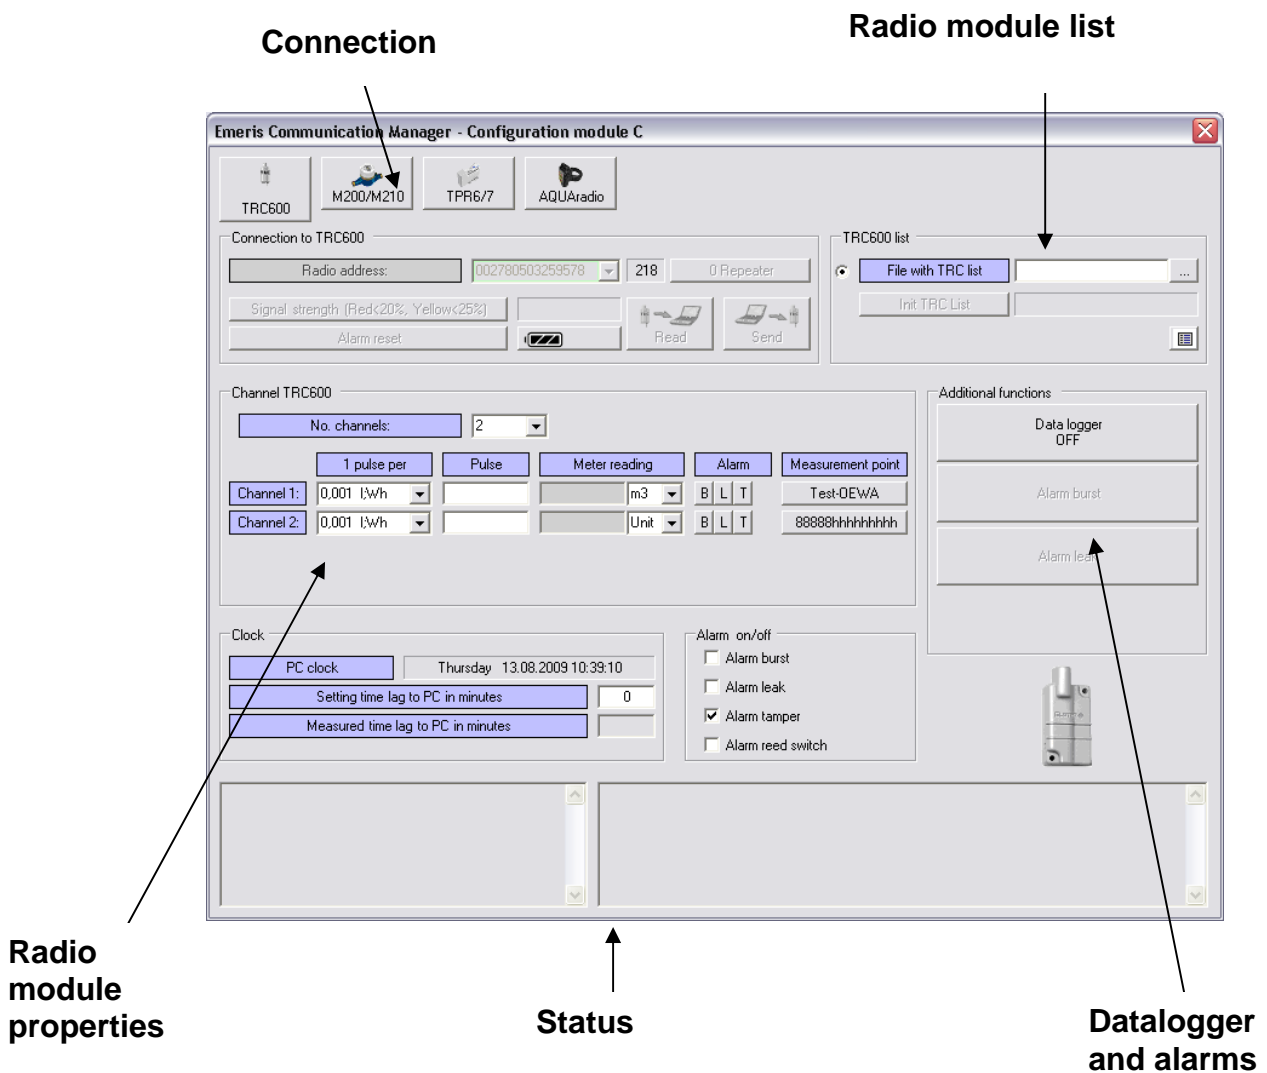 Connection
Radio module list
Emeris Communication Manager - Configuration module C
TRC600
M200/M210
TPR6/7
AQUAradio
Connection to TRC600
Radio address:
002780503259578
218
0 Repeater
Signal strength (Red<20%, Yellow<25%)
Alarm reset
Read
Send
TRC600 list
File with TRC list
...
Init TRC List
Channel TRC600
No. channels:
2
1 pulse per
Pulse
Meter reading
Alarm
Measurement point
Channel 1:
0,001 l;Wh
m3
B L T
Test-OEWA
Channel 2:
0,001 l;Wh
Unit
B L T
88888hhhhhhhhh
Additional functions
Data logger
OFF
Alarm burst
Alarm leak
Clock
PC clock
Thursday 13.08.2009 10:39:10
Setting time lag to PC in minutes
0
Measured time lag to PC in minutes
Alarm on/off
Alarm burst
Alarm leak
Alarm tamper
Alarm reed switch
Radio
module
properties
Status
Datalogger
and alarms